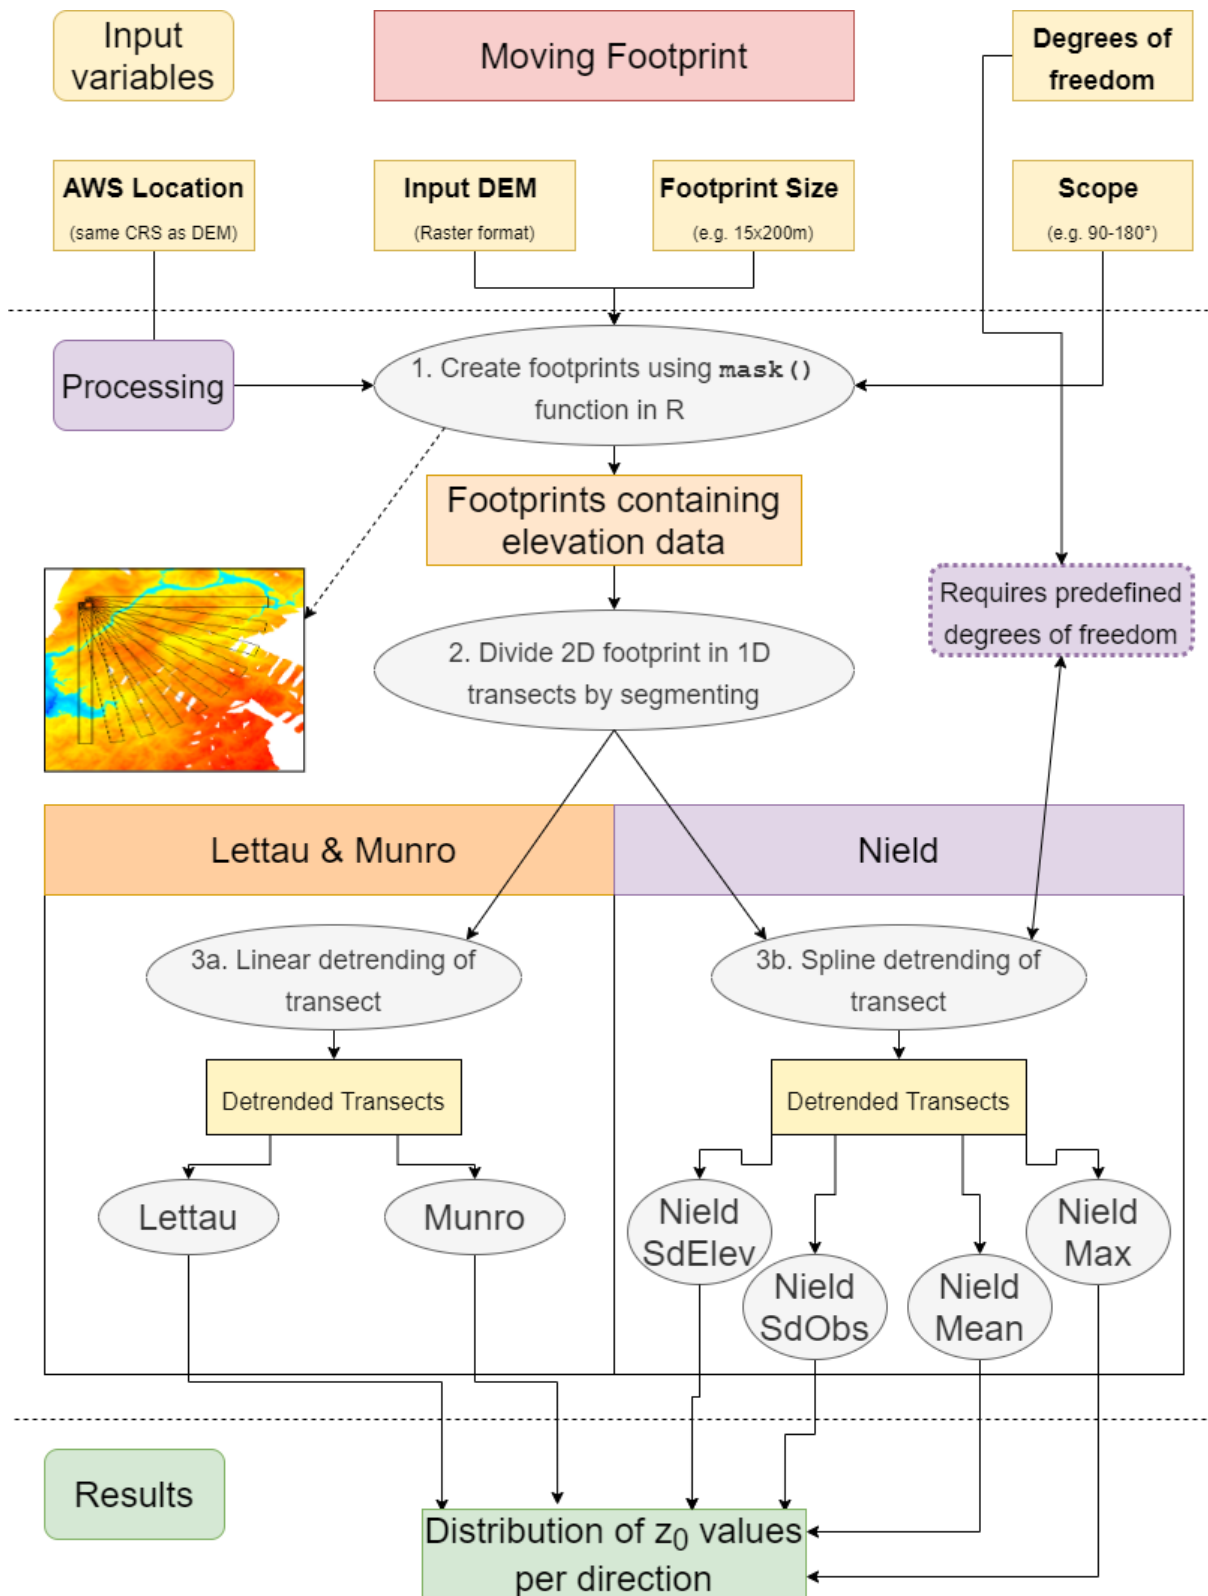 Input
variables
Moving Footprint
Degrees of
freedom
AWS Location
(same CRS as DEM)
Input DEM
(Raster format)
Footprint Size
(e.g. 15x200m)
Scope
(e.g. 90-180°)
Processing
1. Create footprints using mask()
function in R
Footprints containing
elevation data
Requires predefined
degrees of freedom
2. Divide 2D footprint in 1D
transects by segmenting
Lettau & Munro
Nield
3a. Linear detrending of
transect
3b. Spline detrending of
transect
Detrended Transects
Detrended Transects
Lettau
Munro
Nield
SdElev
Nield
SdObs
Nield
Mean
Nield
Max
Results
Distribution of z₀ values
per direction